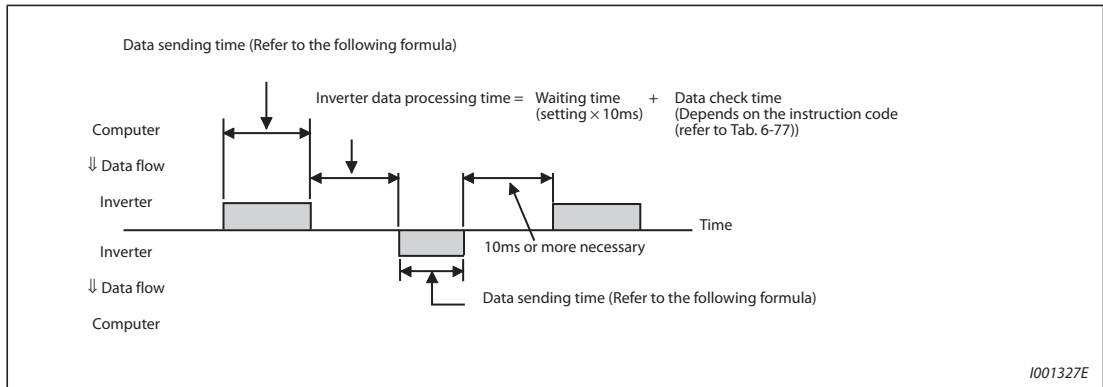 Data sending time (Refer to the following formula)
Inverter data processing time = Waiting time + Data check time
(setting × 10ms) (Depends on the instruction code
(refer to Tab. 6-77))
Computer
⇓ Data flow
Inverter
Time
Inverter
10ms or more necessary
⇓ Data flow
Data sending time (Refer to the following formula)
Computer
I001327E